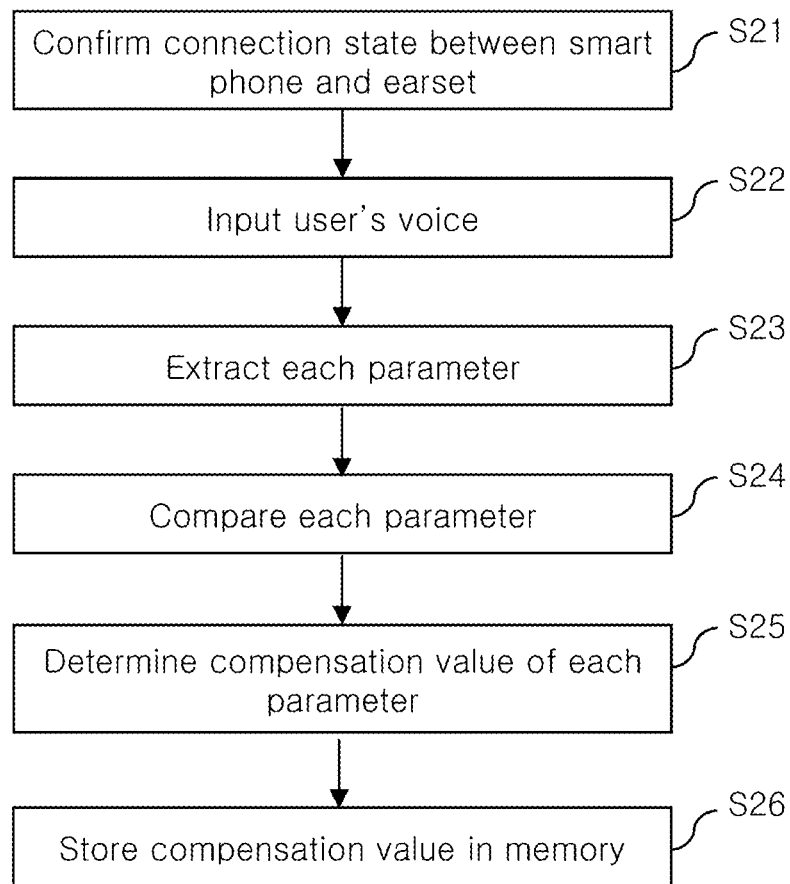 Confirm connection state between smart
phone and earset
S21
Input user's voice
S22
Extract each parameter
S23
Compare each parameter
S24
Determine compensation value of each
parameter
S25
Store compensation value in memory
S26